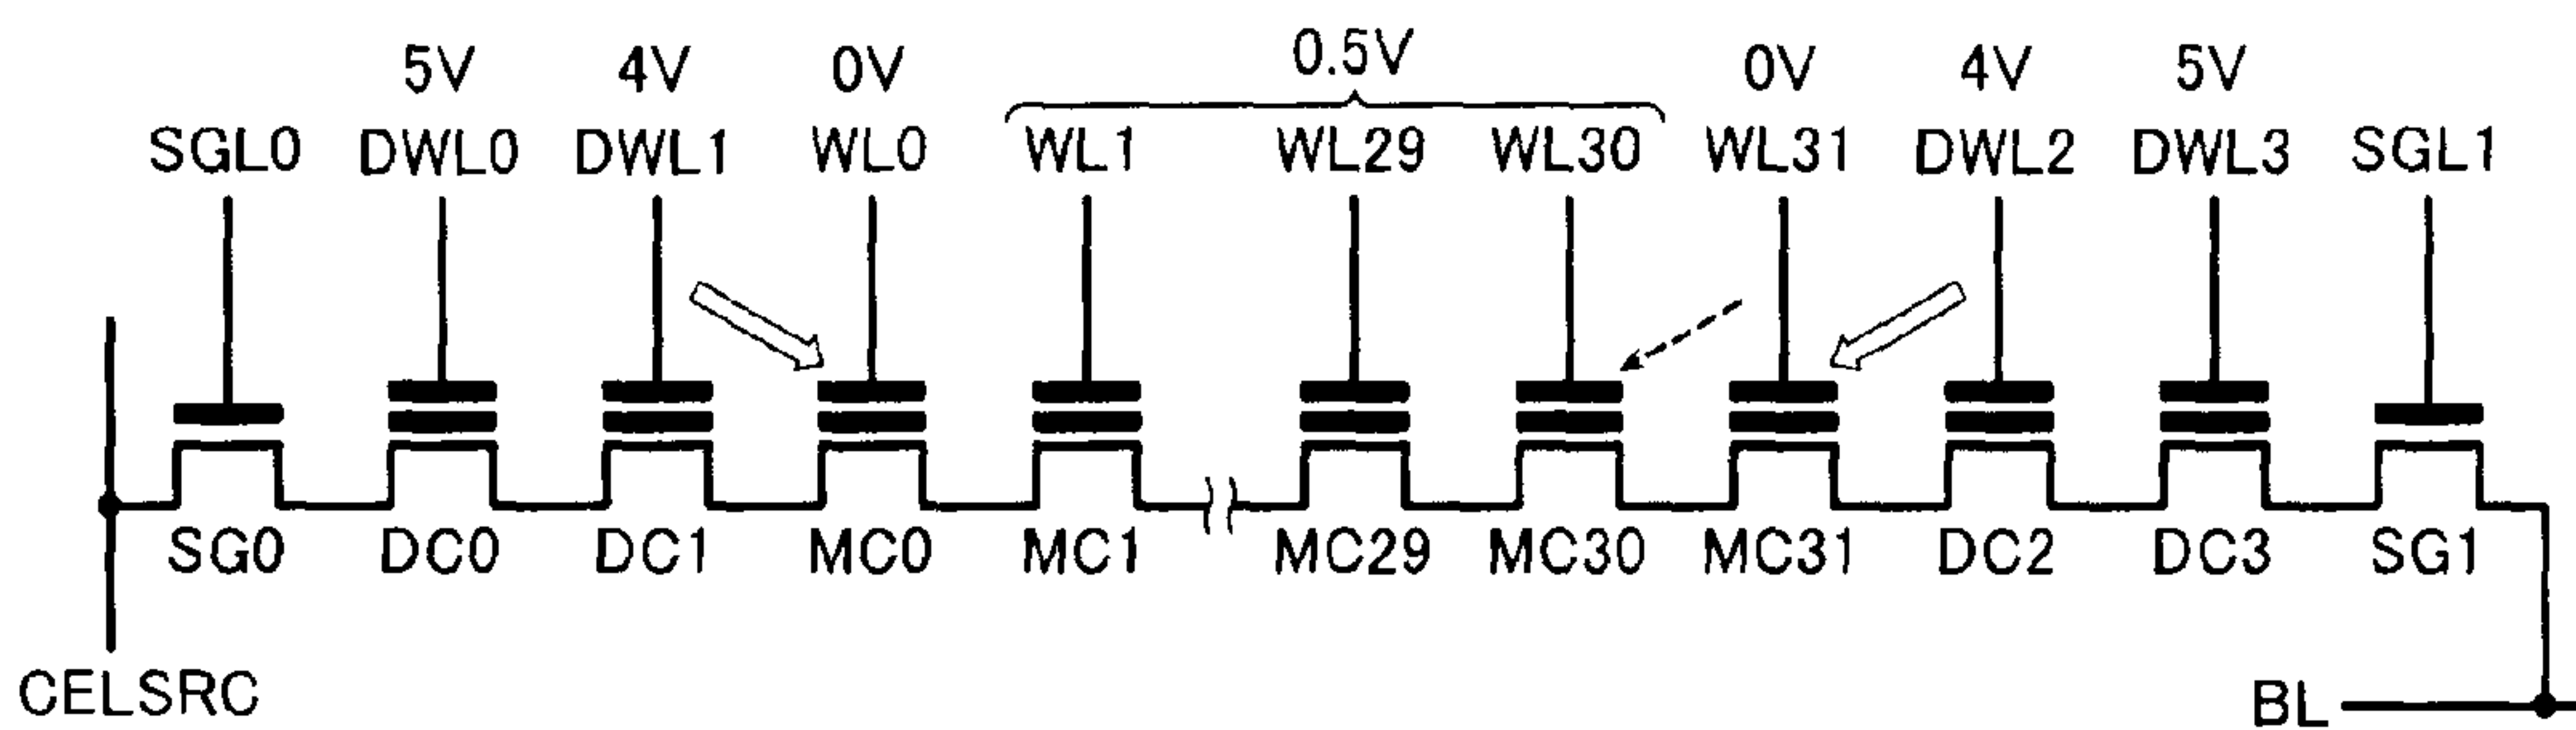 5V 4V 0V 0.5V 0V 4V 5V
SGL0 DWL0 DWL1 WL0 WL1 WL29 WL30 WL31 DWL2 DWL3 SGL1
SG0 DC0 DC1 MC0 MC1 MC29 MC30 MC31 DC2 DC3 SG1
CELSRC BL